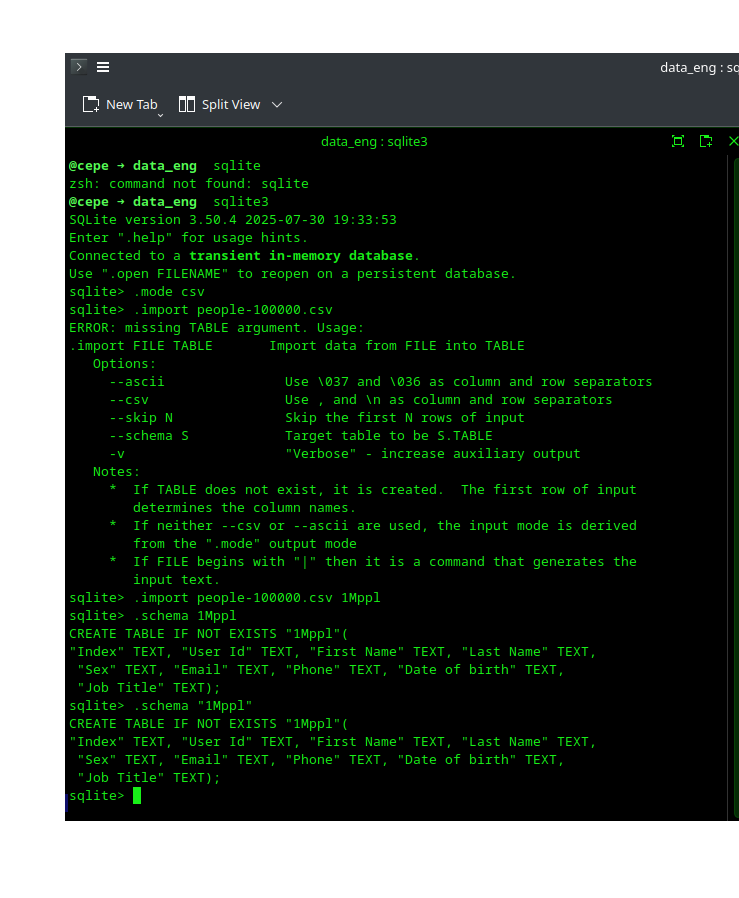 data_eng : sq
New Tab Split View
data_eng : sqlite3
@cepe → data_eng  sqlite
zsh: command not found: sqlite
@cepe → data_eng  sqlite3
SQLite version 3.50.4 2025-07-30 19:33:53
Enter ".help" for usage hints.
Connected to a transient in-memory database.
Use ".open FILENAME" to reopen on a persistent database.
sqlite> .mode csv
sqlite> .import people-100000.csv
ERROR: missing TABLE argument. Usage:
.import FILE TABLE       Import data from FILE into TABLE
   Options:
     --ascii               Use \037 and \036 as column and row separators
     --csv                 Use , and \n as column and row separators
     --skip N              Skip the first N rows of input
     --schema S            Target table to be S.TABLE
     -v                    "Verbose" - increase auxiliary output
   Notes:
     *  If TABLE does not exist, it is created.  The first row of input
        determines the column names.
     *  If neither --csv or --ascii are used, the input mode is derived
        from the ".mode" output mode
     *  If FILE begins with "|" then it is a command that generates the
        input text.
sqlite> .import people-100000.csv 1Mppl
sqlite> .schema 1Mppl
CREATE TABLE IF NOT EXISTS "1Mppl"(
"Index" TEXT, "User Id" TEXT, "First Name" TEXT, "Last Name" TEXT,
 "Sex" TEXT, "Email" TEXT, "Phone" TEXT, "Date of birth" TEXT,
 "Job Title" TEXT);
sqlite> .schema "1Mppl"
CREATE TABLE IF NOT EXISTS "1Mppl"(
"Index" TEXT, "User Id" TEXT, "First Name" TEXT, "Last Name" TEXT,
 "Sex" TEXT, "Email" TEXT, "Phone" TEXT, "Date of birth" TEXT,
 "Job Title" TEXT);
sqlite>